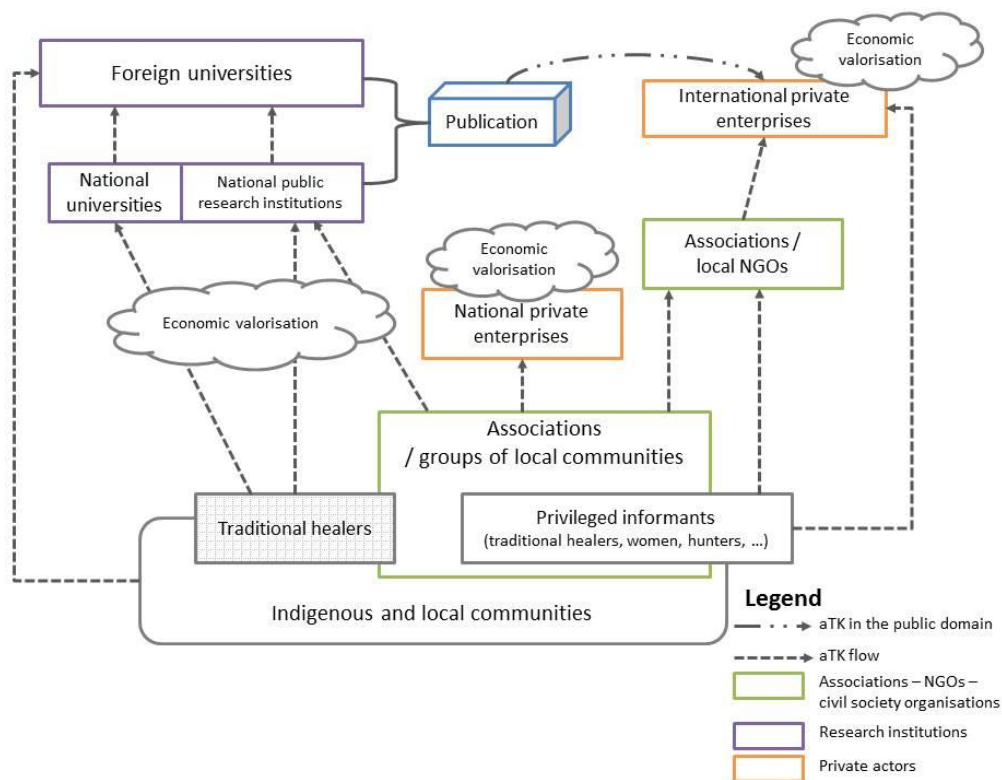 Economic
valorisation
Foreign universities
International private
enterprises
Publication
National
universities
National public
research institutions
Associations /
local NGOs
Economic
valorisation
Economic valorisation
National private
enterprises
Associations
/ groups of local communities
Traditional healers
Privileged informants
(traditional healers, women, hunters, ...)
Indigenous and local communities
Legend
aTK in the public domain
aTK flow
Associations – NGOs –
civil society organisations
Research institutions
Private actors